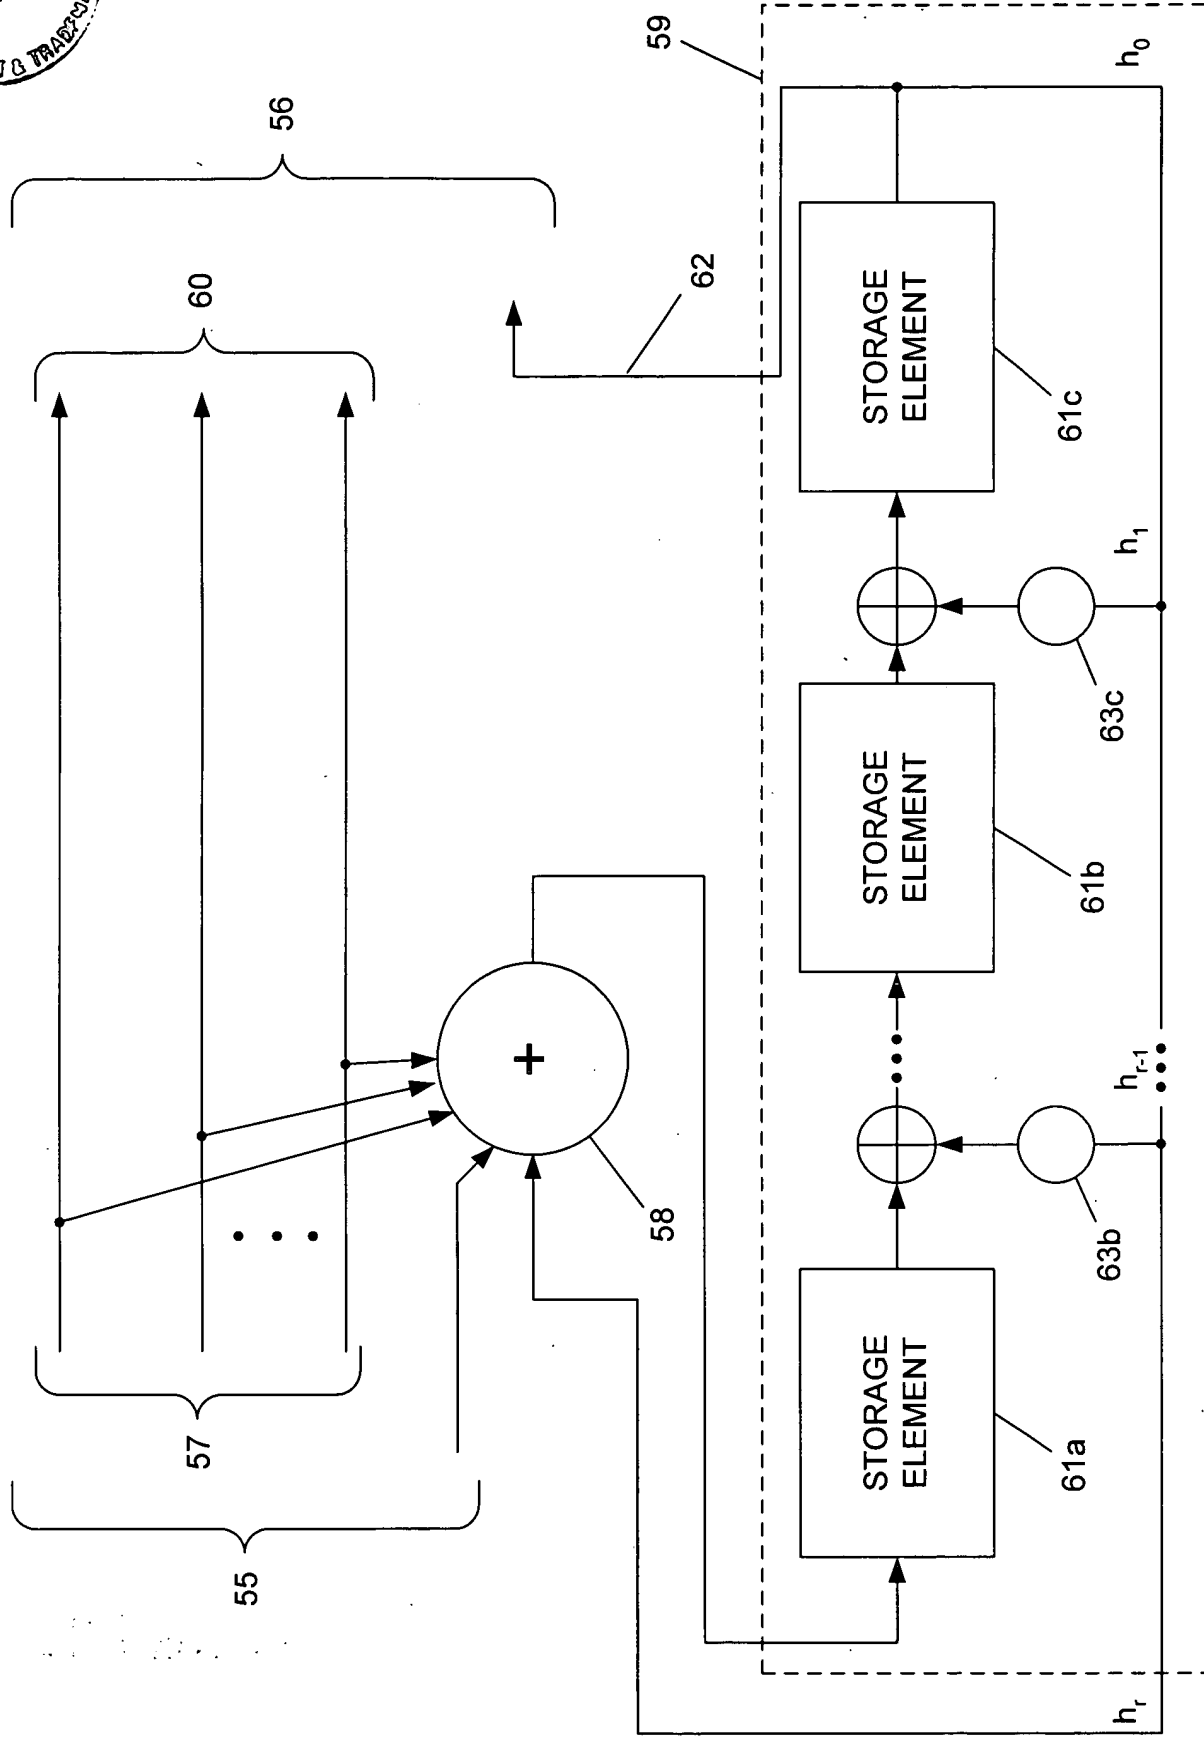 & TRADEM
56
60
62
59
h0
STORAGE
ELEMENT
61c
h1
63c
STORAGE
ELEMENT
61b
+
58
hr-1
63b
57
55
STORAGE
ELEMENT
61a
hr